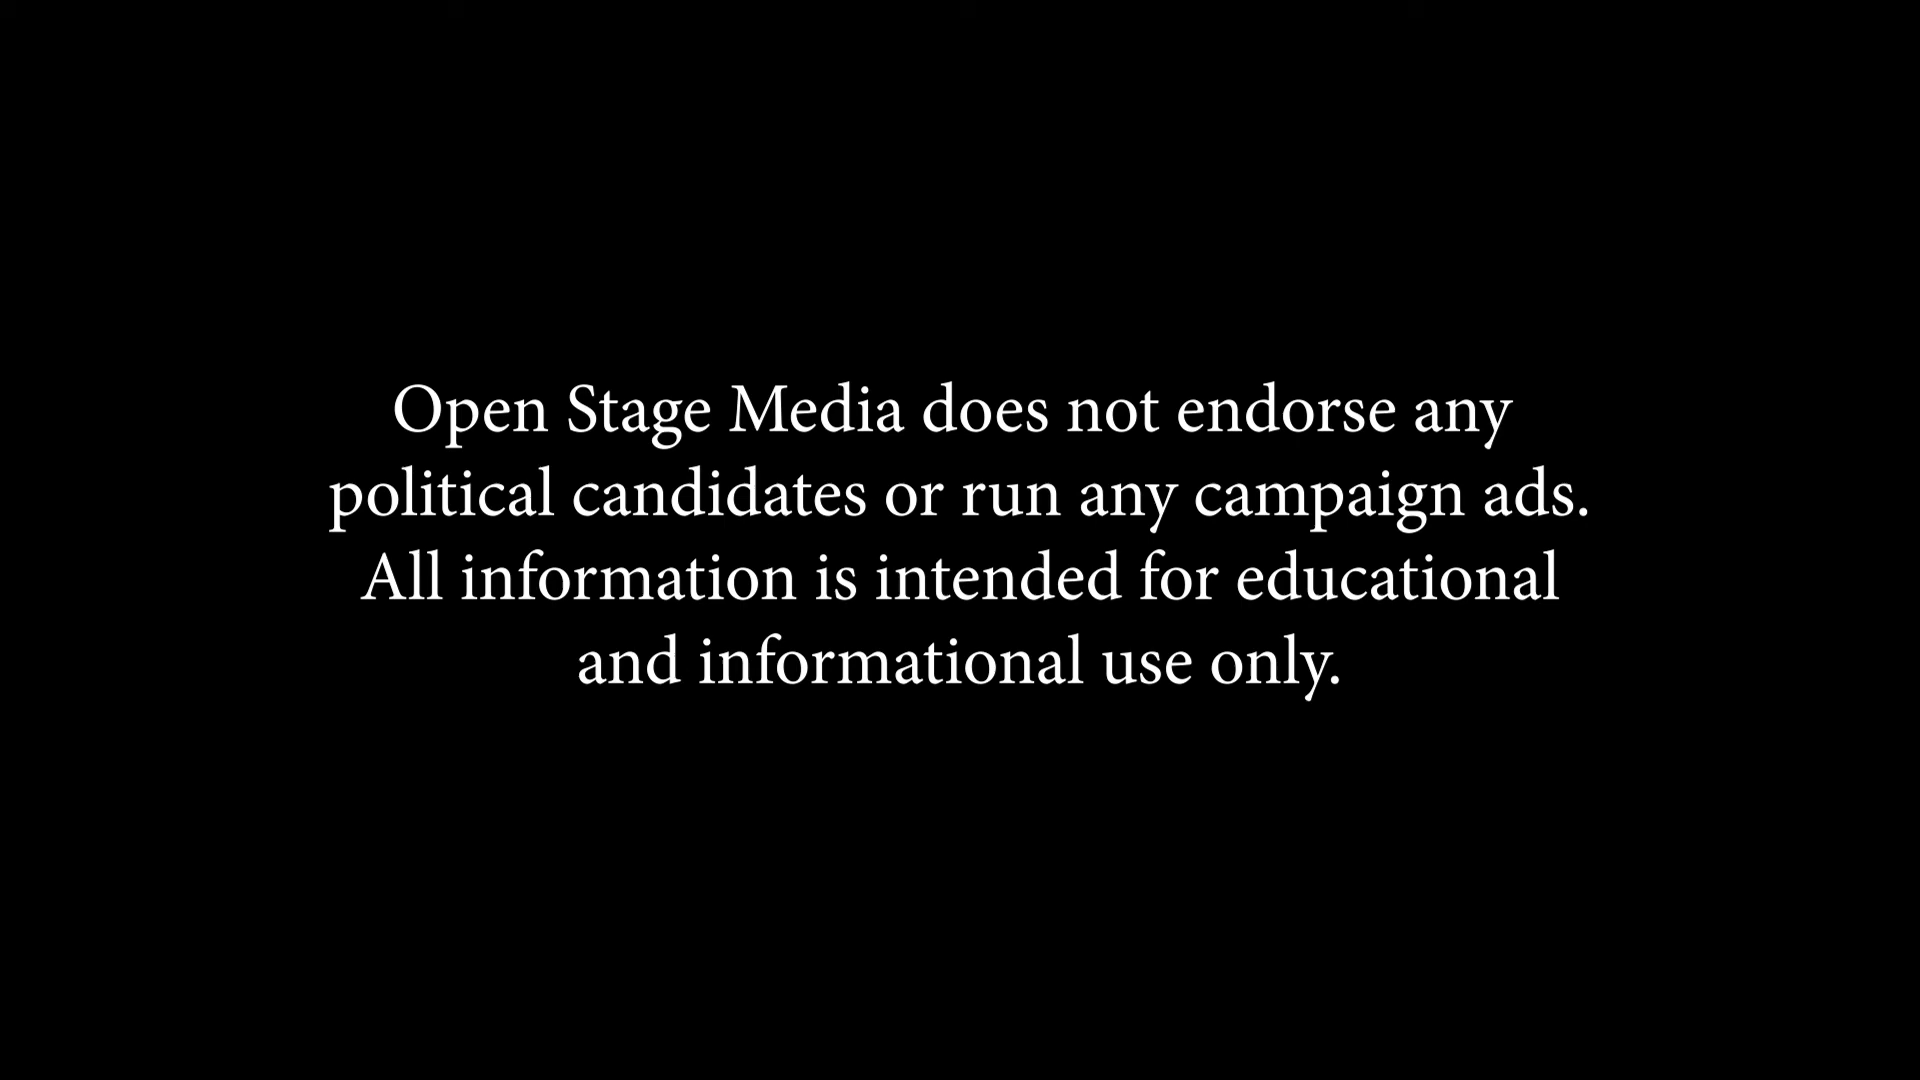 Open Stage Media does not endorse any
political candidates or run any campaign ads.
All information is intended for educational
and informational use only.